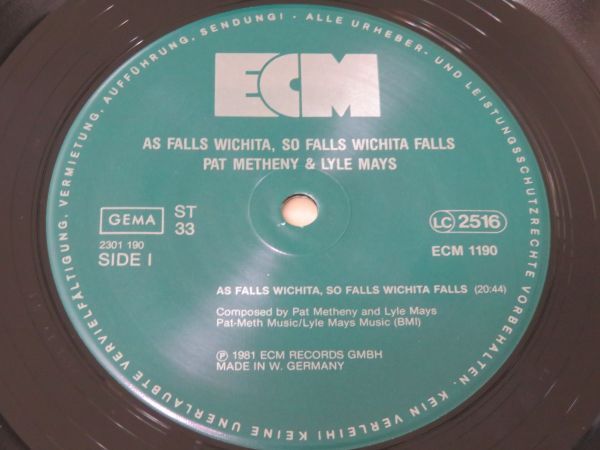 ECM
AS FALLS WICHITA, SO FALLS WICHITA FALLS
PAT METHENY & LYLE MAYS
GEMA
ST
33
2301 190
SIDE I
LC 2516
ECM 1190
AS FALLS WICHITA, SO FALLS WICHITA FALLS (20:44)
Composed by Pat Metheny and Lyle Mays
Pat-Meth Music/Lyle Mays Music (BMI)
℗ 1981 ECM RECORDS GMBH
MADE IN W. GERMANY
ALLE URHEBER- UND LEISTUNGSSCHUTZRECHTE VORBEHALTEN. KEIN VERLEIH! KEINE UNERLAUBTE VERVIELFÄLTIGUNG, VERMIETUNG, AUFFÜHRUNG, SENDUNG! -